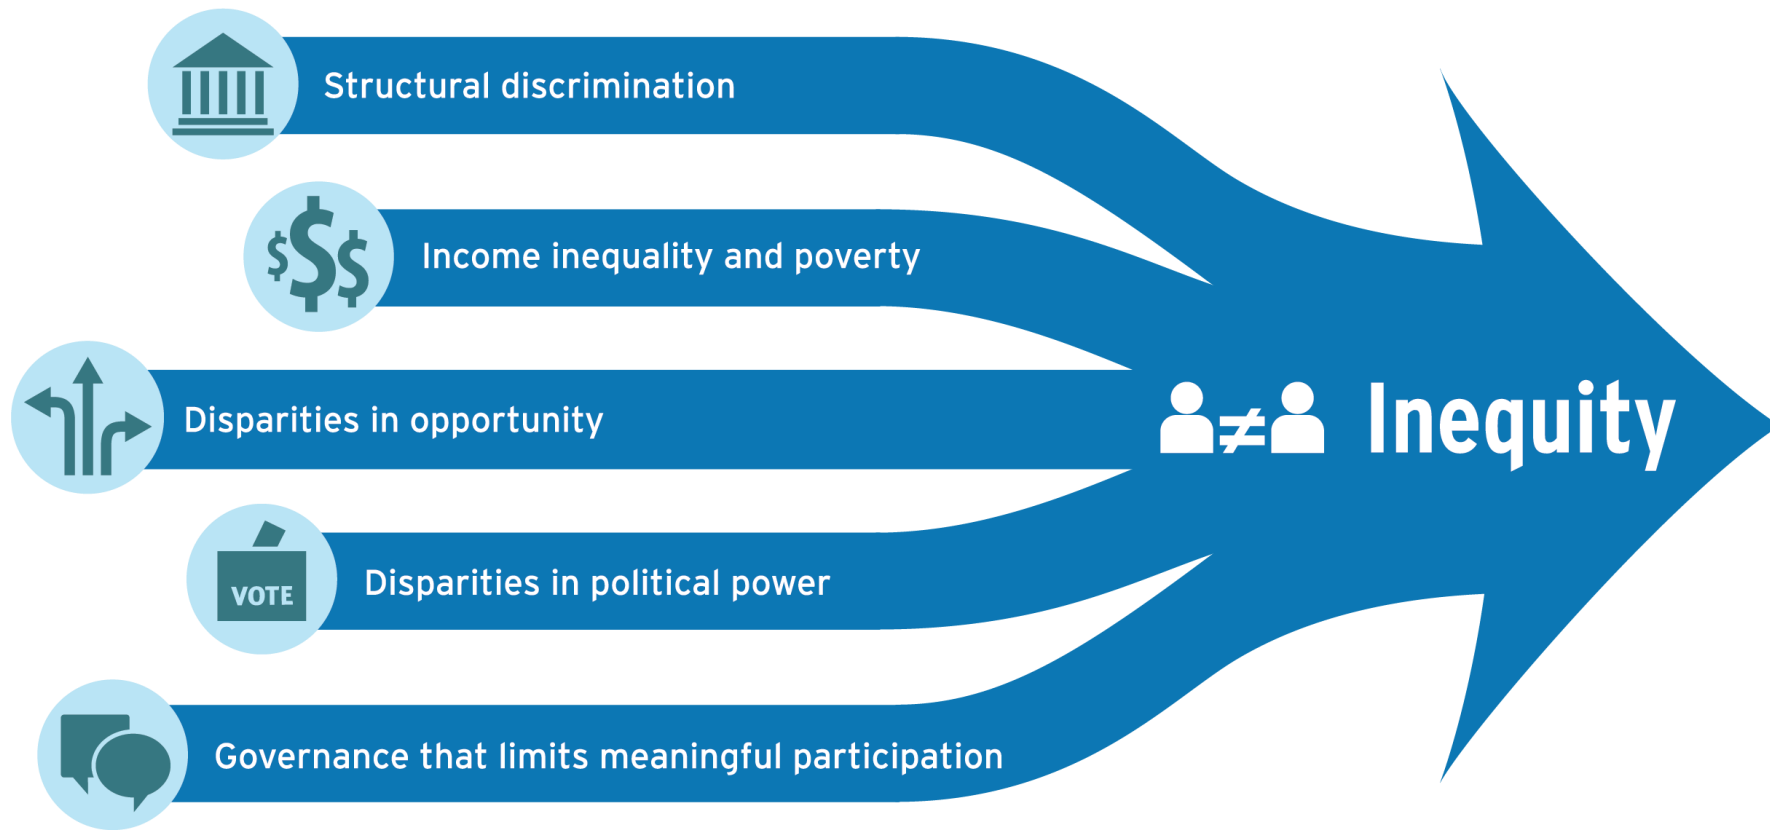 Structural discrimination
Income inequality and poverty
Disparities in opportunity
Inequity
VOTE
Disparities in political power
Governance that limits meaningful participation